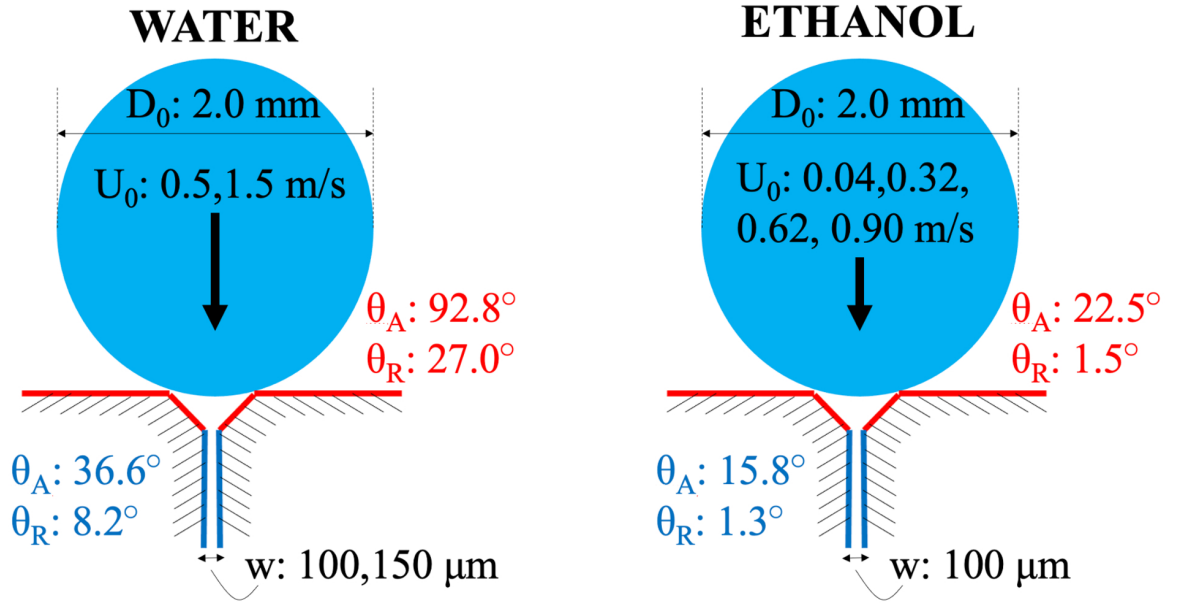 WATER
D₀: 2.0 mm
U₀: 0.5,1.5 m/s
θA: 92.8°
θR: 27.0°
θA: 36.6°
θR: 8.2°
w: 100,150 μm
ETHANOL
D₀: 2.0 mm
U₀: 0.04,0.32,
0.62, 0.90 m/s
θA: 22.5°
θR: 1.5°
θA: 15.8°
θR: 1.3°
w: 100 μm